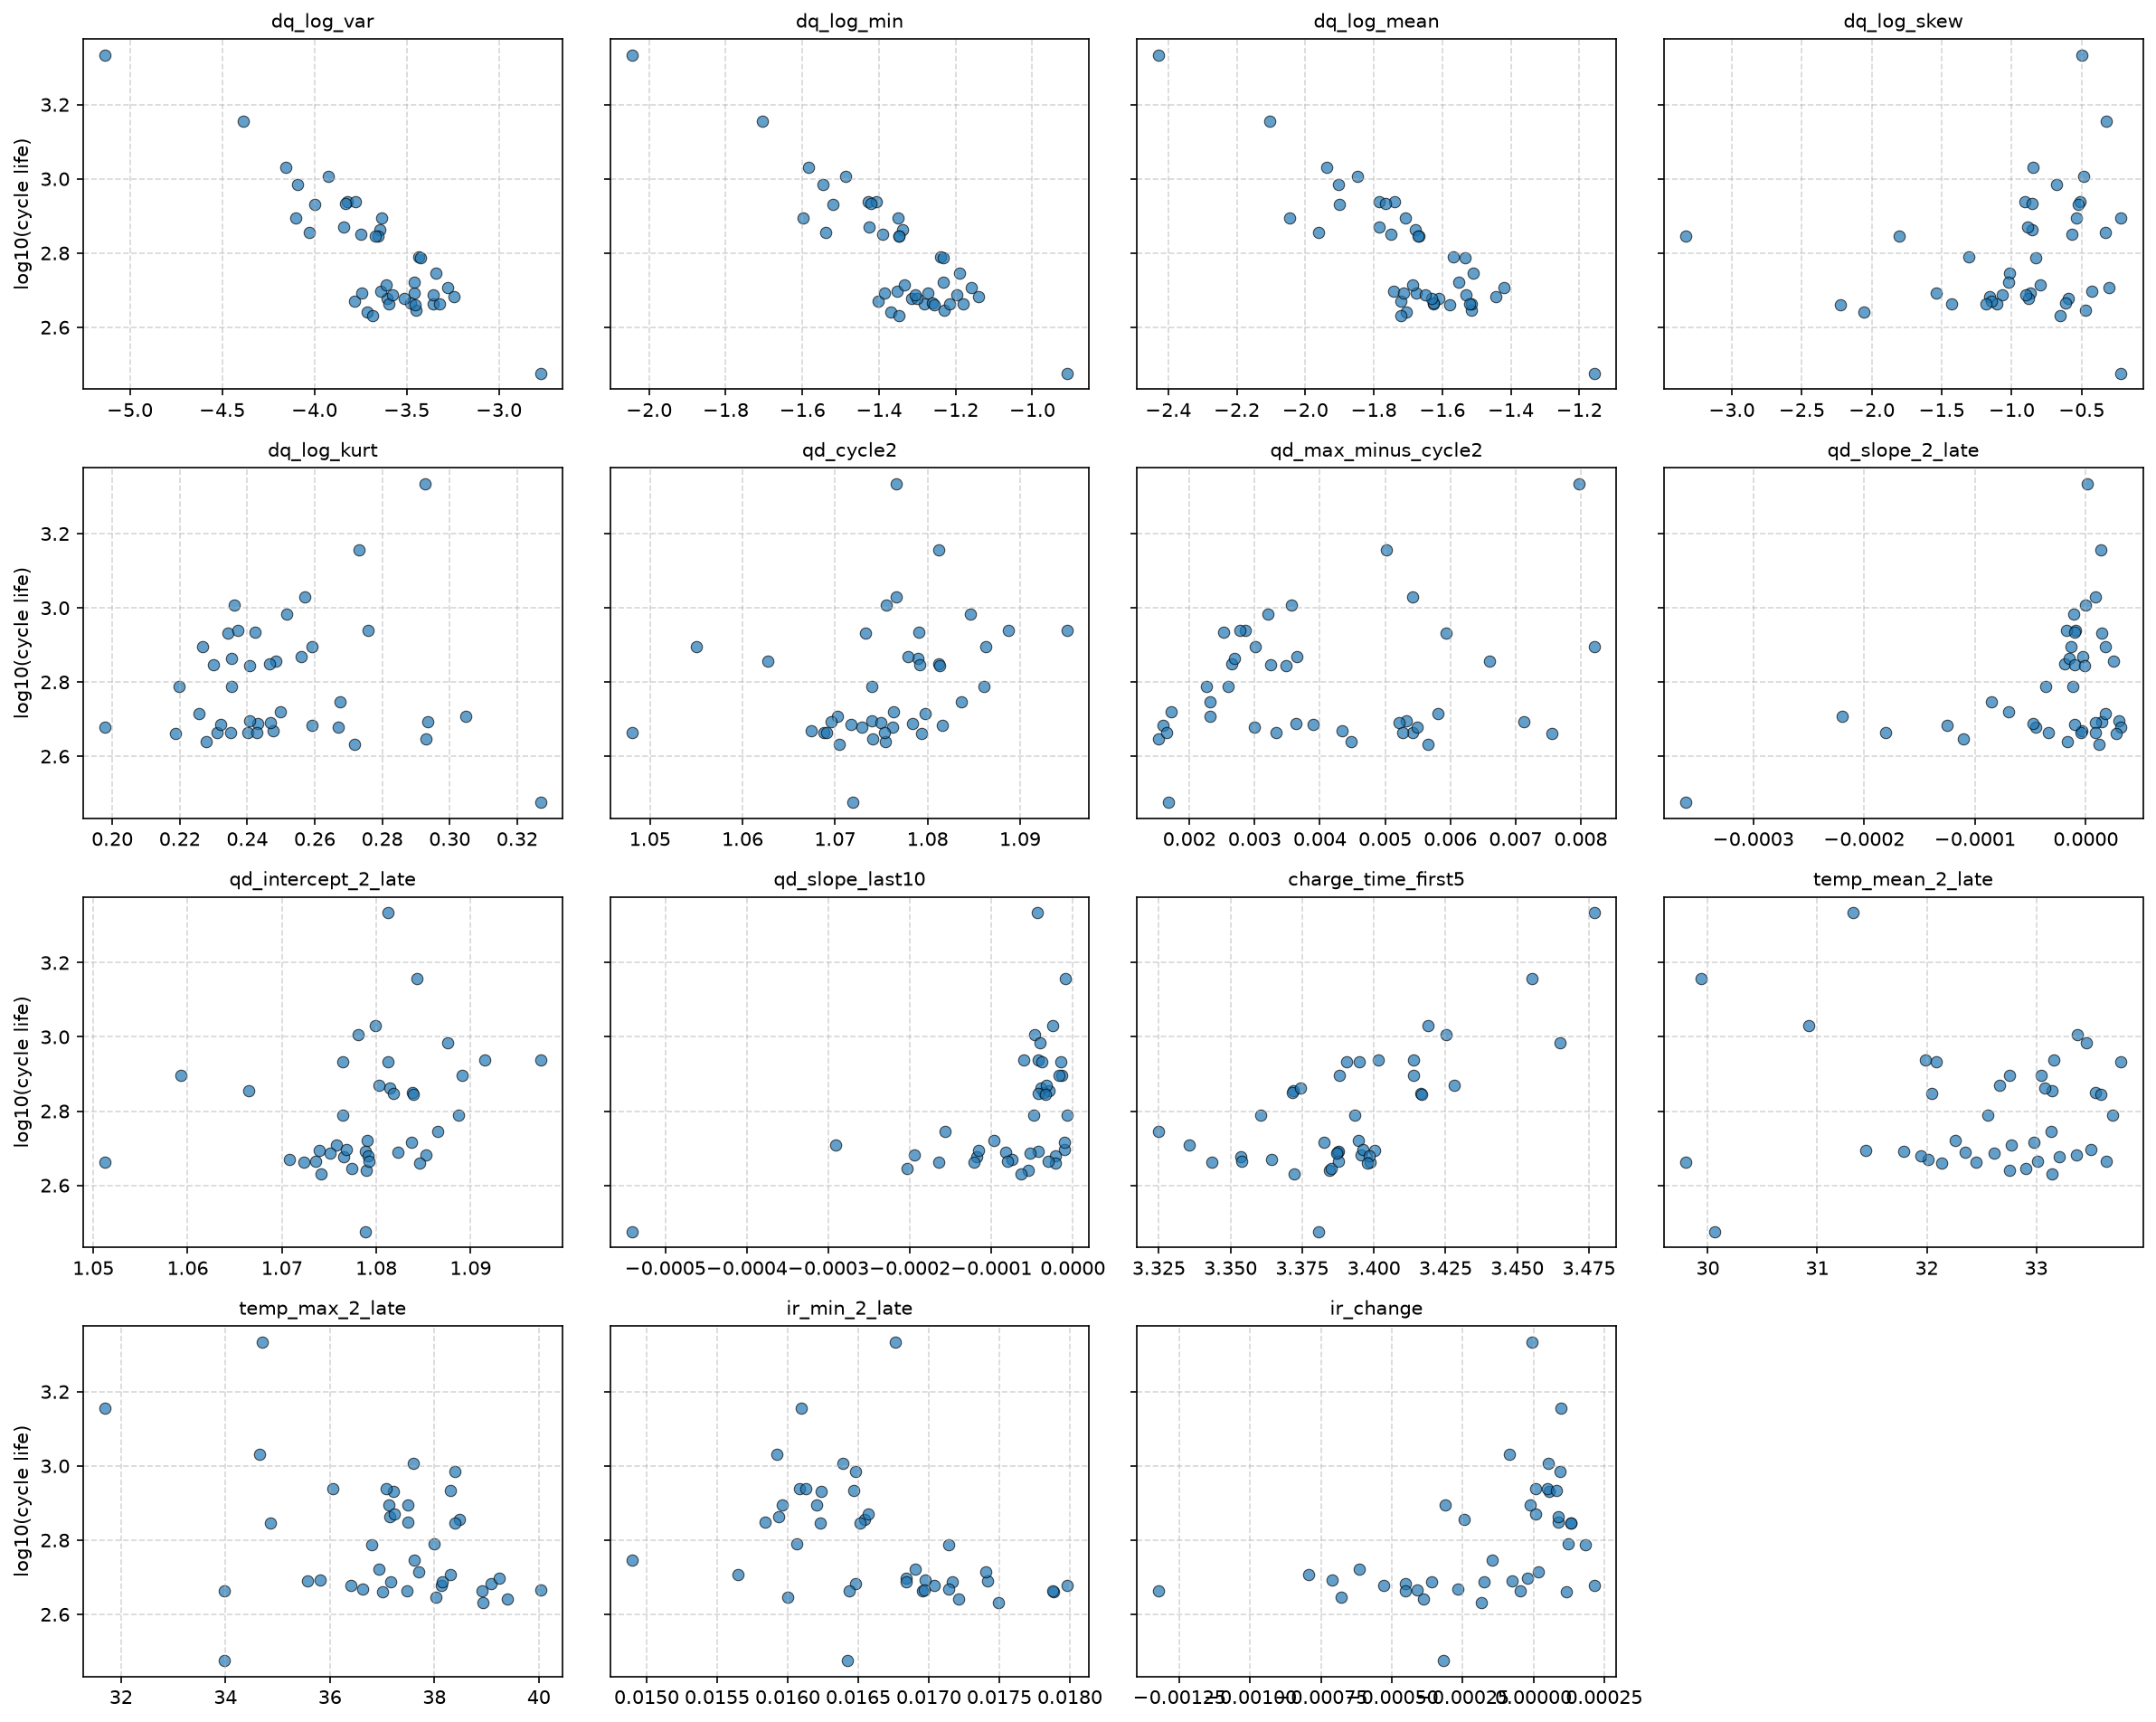 dq_log_var dq_log_min dq_log_mean dq_log_skew
log10(cycle life)
3.2
3.0
2.8
2.6
−5.0 −4.5 −4.0 −3.5 −3.0 −2.0 −1.8 −1.6 −1.4 −1.2 −1.0 −2.4 −2.2 −2.0 −1.8 −1.6 −1.4 −1.2 −3.0 −2.5 −2.0 −1.5 −1.0 −0.5
dq_log_kurt qd_cycle2 qd_max_minus_cycle2 qd_slope_2_late
log10(cycle life)
3.2
3.0
2.8
2.6
0.20 0.22 0.24 0.26 0.28 0.30 0.32 1.05 1.06 1.07 1.08 1.09 0.002 0.003 0.004 0.005 0.006 0.007 0.008 −0.0003 −0.0002 −0.0001 0.0000
qd_intercept_2_late qd_slope_last10 charge_time_first5 temp_mean_2_late
log10(cycle life)
3.2
3.0
2.8
2.6
1.05 1.06 1.07 1.08 1.09 −0.0005 −0.0004 −0.0003 −0.0002 −0.0001 0.0000 3.325 3.350 3.375 3.400 3.425 3.450 3.475 30 31 32 33
temp_max_2_late ir_min_2_late ir_change
log10(cycle life)
3.2
3.0
2.8
2.6
32 34 36 38 40 0.0150 0.0155 0.0160 0.0165 0.0170 0.0175 0.0180 −0.00125 −0.00100 −0.00075 −0.00050 −0.00025 0.00000 0.00025